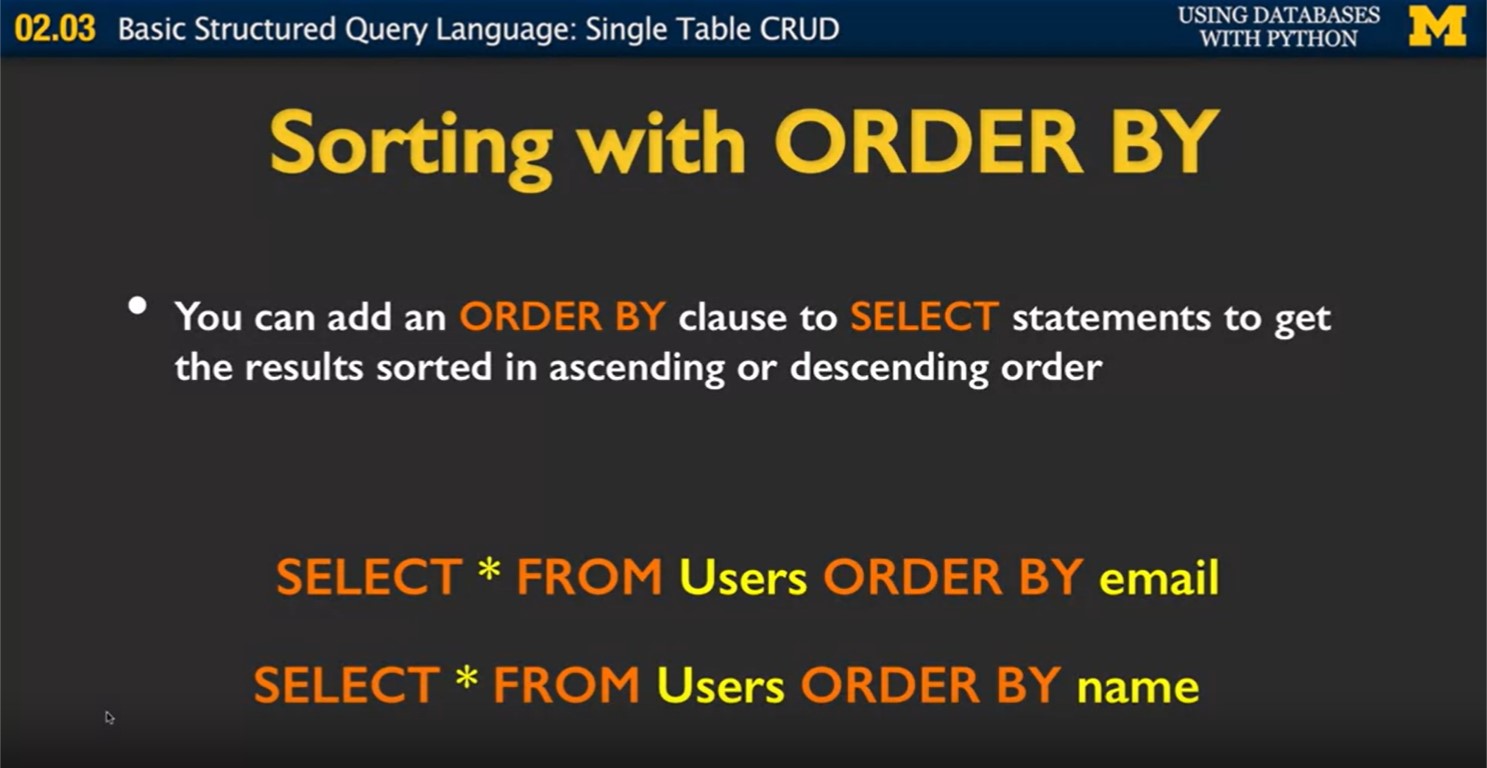 02.03 Basic Structured Query Language: Single Table CRUD
USING DATABASES
WITH PYTHON
M
Sorting with ORDER BY
• You can add an ORDER BY clause to SELECT statements to get
the results sorted in ascending or descending order
SELECT * FROM Users ORDER BY email
SELECT * FROM Users ORDER BY name